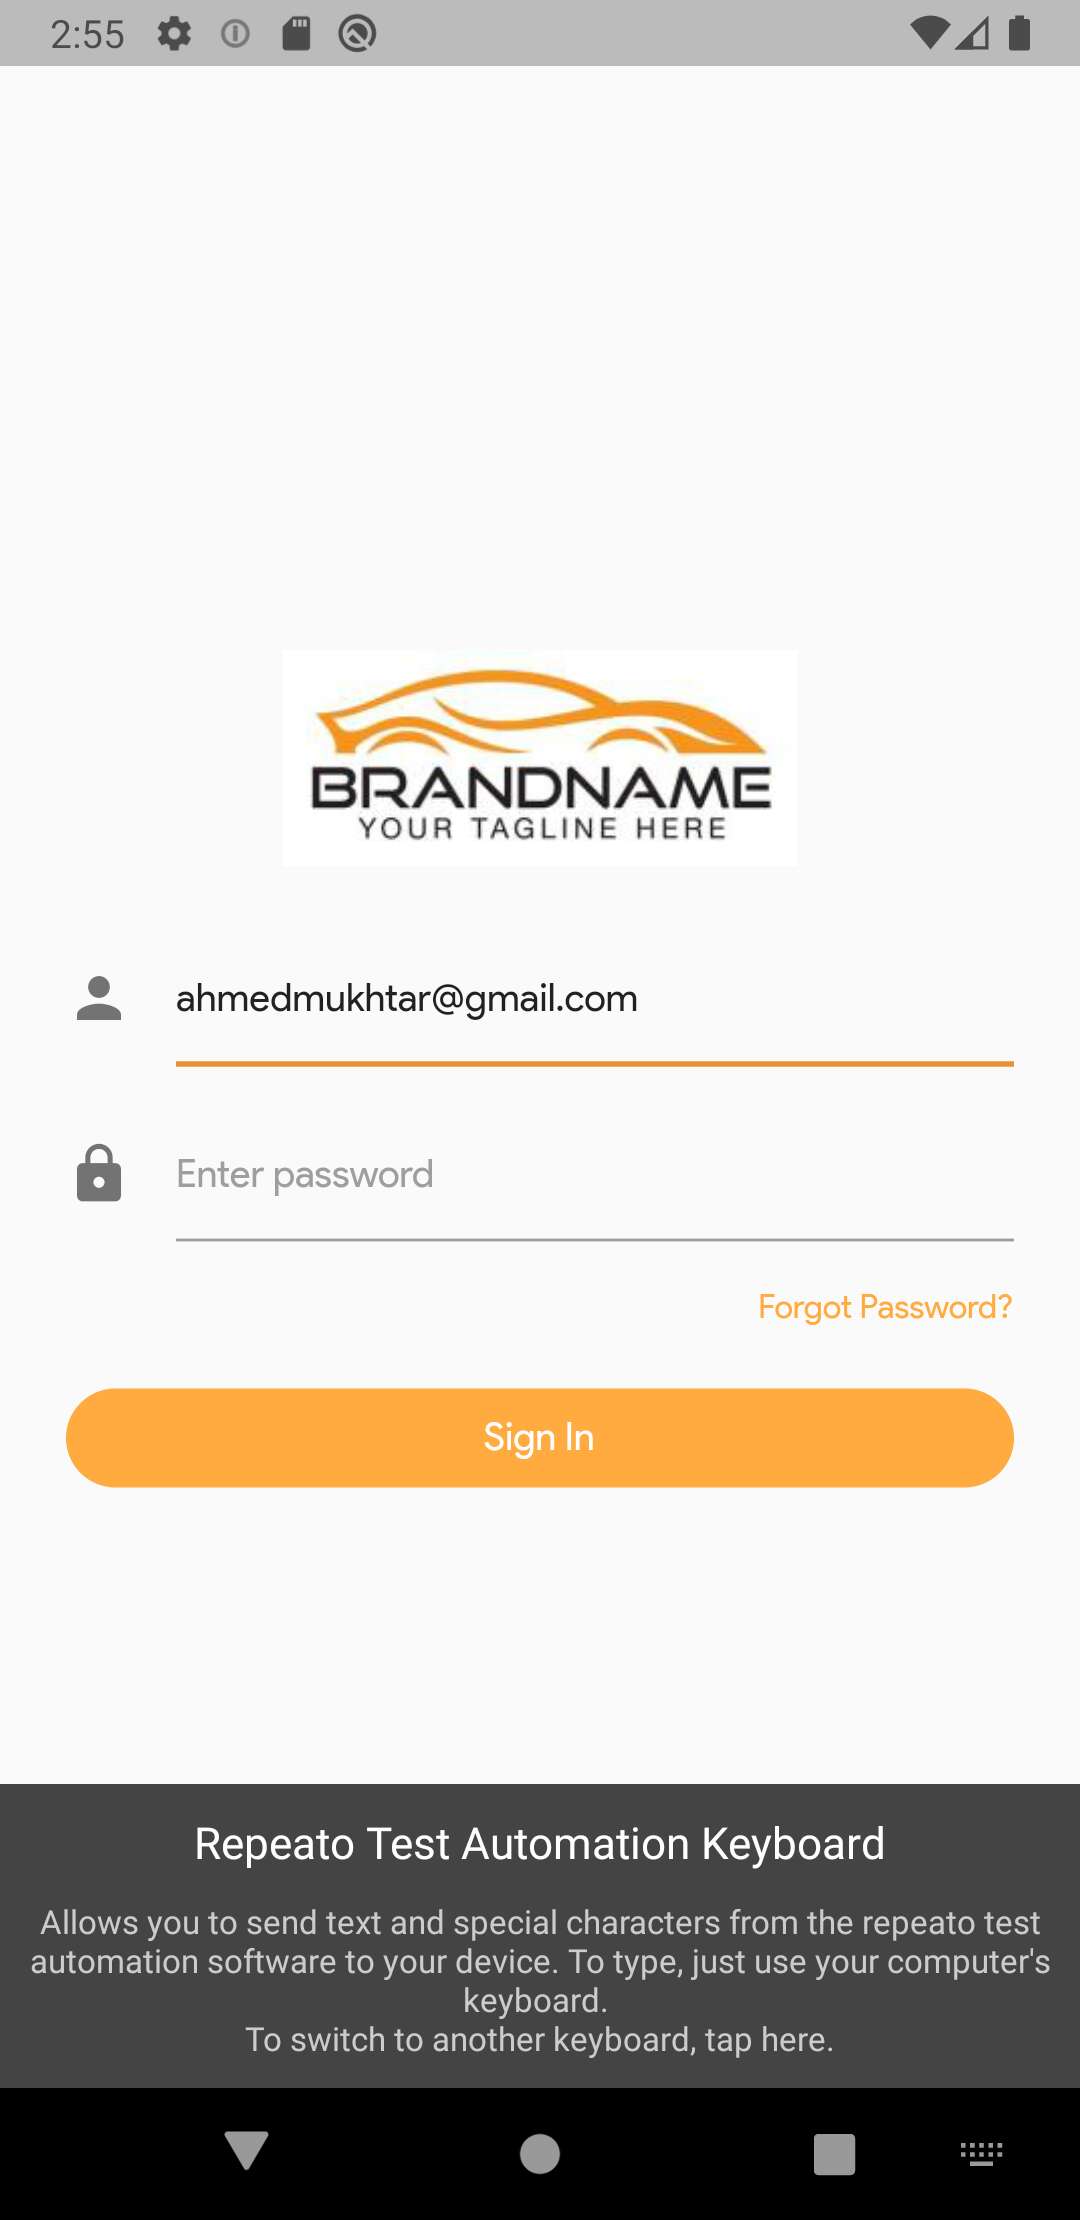 2:55
BRANDNAME
YOUR TAGLINE HERE
ahmedmukhtar@gmail.com
Enter password
Forgot Password?
Sign In
Repeato Test Automation Keyboard
Allows you to send text and special characters from the repeato test
automation software to your device. To type, just use your computer's
keyboard.
To switch to another keyboard, tap here.